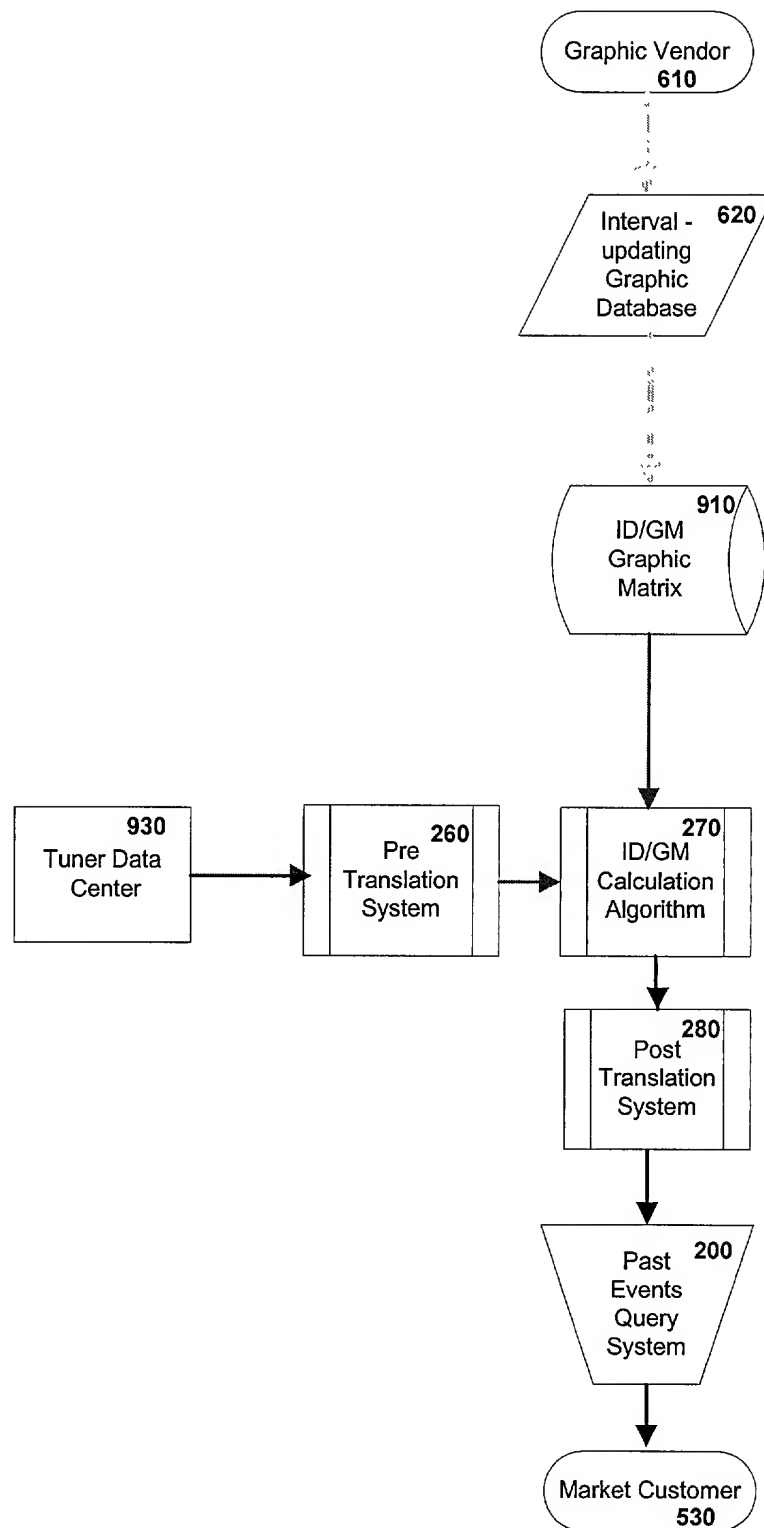 Graphic Vendor
610
620
Interval -
updating
Graphic
Database
910
ID/GM
Graphic
Matrix
930
Tuner Data
Center
260
Pre
Translation
System
270
ID/GM
Calculation
Algorithm
280
Post
Translation
System
200
Past
Events
Query
System
Market Customer
530